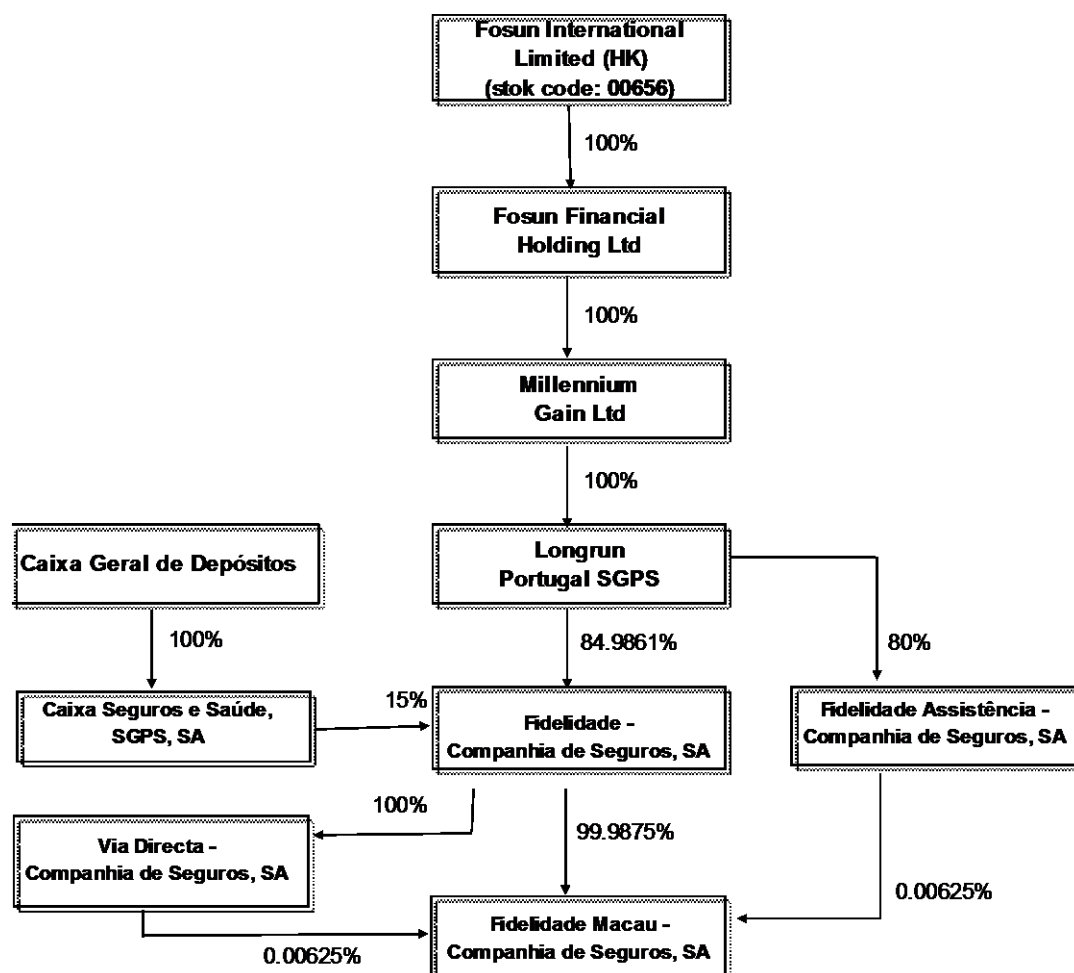 Fosun International
Limited (HK)
(stok code: 00656)
100%
Fosun Financial
Holding Ltd
100%
Millennium
Gain Ltd
100%
Caixa Geral de Depósitos
Longrun
Portugal SGPS
100%
84.9861%
80%
Caixa Seguros e Saúde,
SGPS, SA
15%
Fidelidade -
Companhia de Seguros, SA
Fidelidade Assistência -
Companhia de Seguros, SA
100%
99.9875%
Via Directa -
Companhia de Seguros, SA
0.00625%
0.00625%
Fidelidade Macau -
Companhia de Seguros, SA